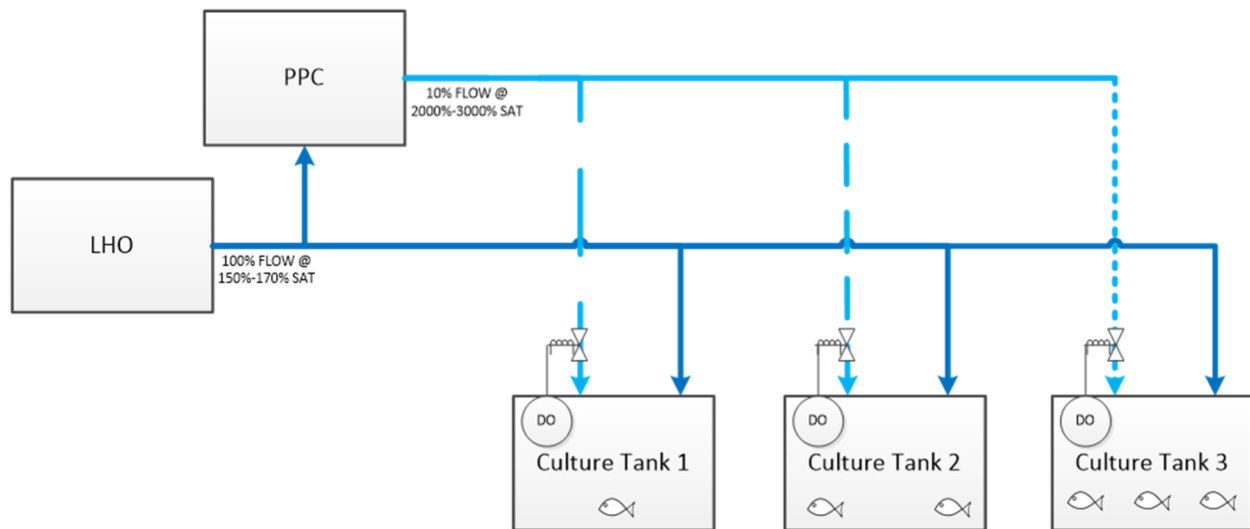 PPC
10% FLOW @
2000%-3000% SAT
LHO
100% FLOW @
150%-170% SAT
DO
Culture Tank 1
DO
Culture Tank 2
DO
Culture Tank 3